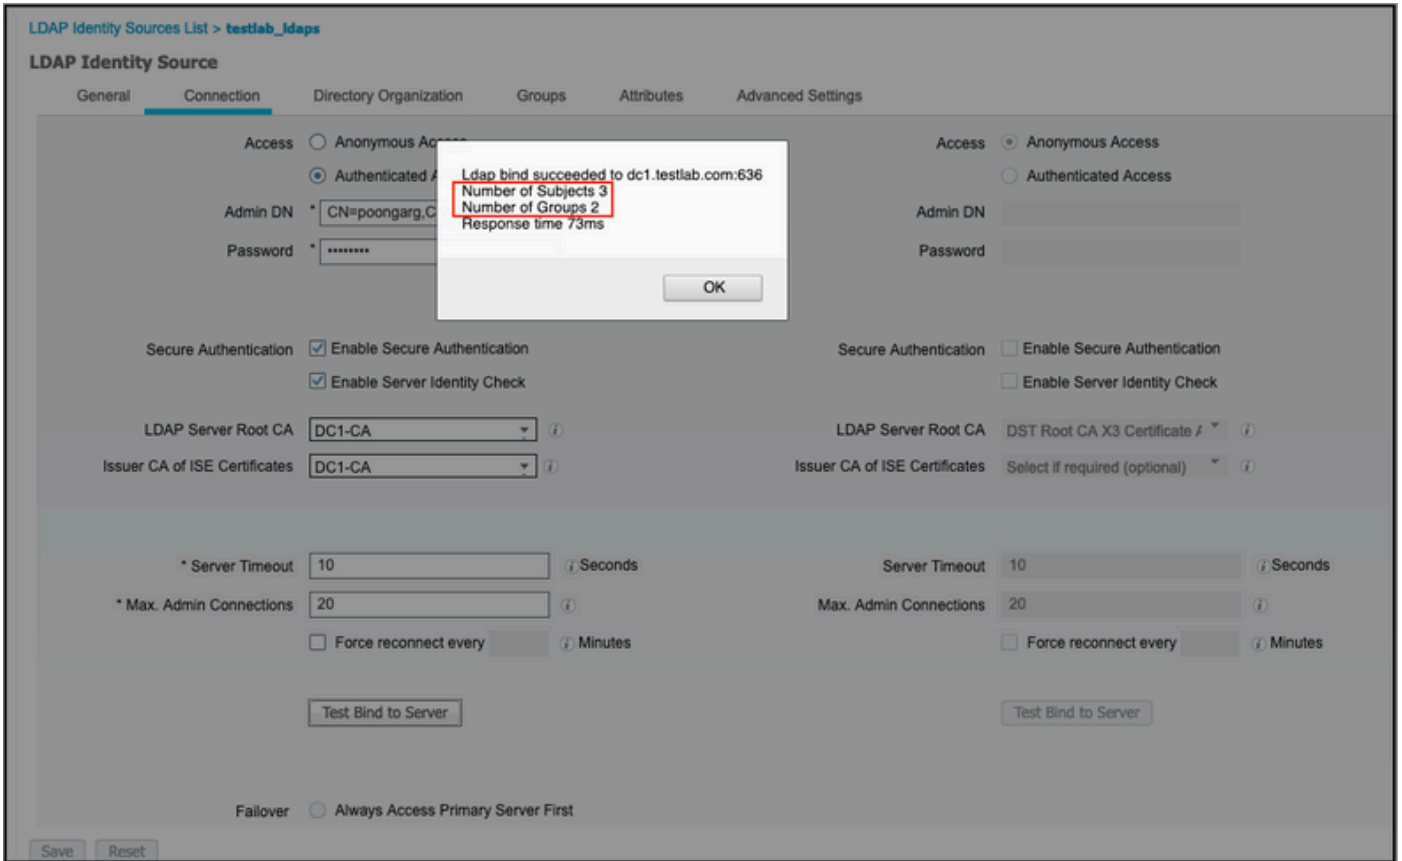 LDAP Identity Sources List > testlab_ldaps
LDAP Identity Source
General Connection Directory Organization Groups Attributes Advanced Settings
Access Anonymous Access Anonymous Access
Authenticated A Authenticated Access
Ldap bind succeeded to dc1.testlab.com:636
Number of Subjects 3
Number of Groups 2
Response time 73ms
OK
Admin DN * CN=poongarg,C Admin DN
Password * ******** Password
Secure Authentication Enable Secure Authentication Secure Authentication Enable Secure Authentication
Enable Server Identity Check Enable Server Identity Check
LDAP Server Root CA DC1-CA i LDAP Server Root CA DST Root CA X3 Certificate A i
Issuer CA of ISE Certificates DC1-CA i Issuer CA of ISE Certificates Select if required (optional) i
* Server Timeout 10 i Seconds Server Timeout 10 i Seconds
* Max. Admin Connections 20 i Max. Admin Connections 20 i
Force reconnect every i Minutes Force reconnect every i Minutes
Test Bind to Server Test Bind to Server
Failover Always Access Primary Server First
Save Reset